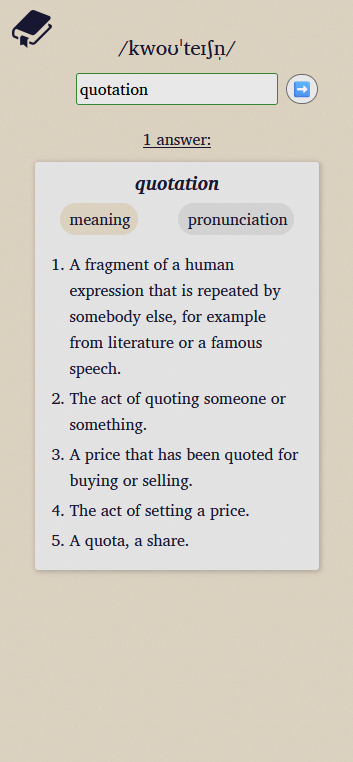 /kwoʊˈteɪʃn̩/
quotation
1 answer:
quotation
meaning
pronunciation
1. A fragment of a human
expression that is repeated by
somebody else, for example
from literature or a famous
speech.
2. The act of quoting someone or
something.
3. A price that has been quoted for
buying or selling.
4. The act of setting a price.
5. A quota, a share.